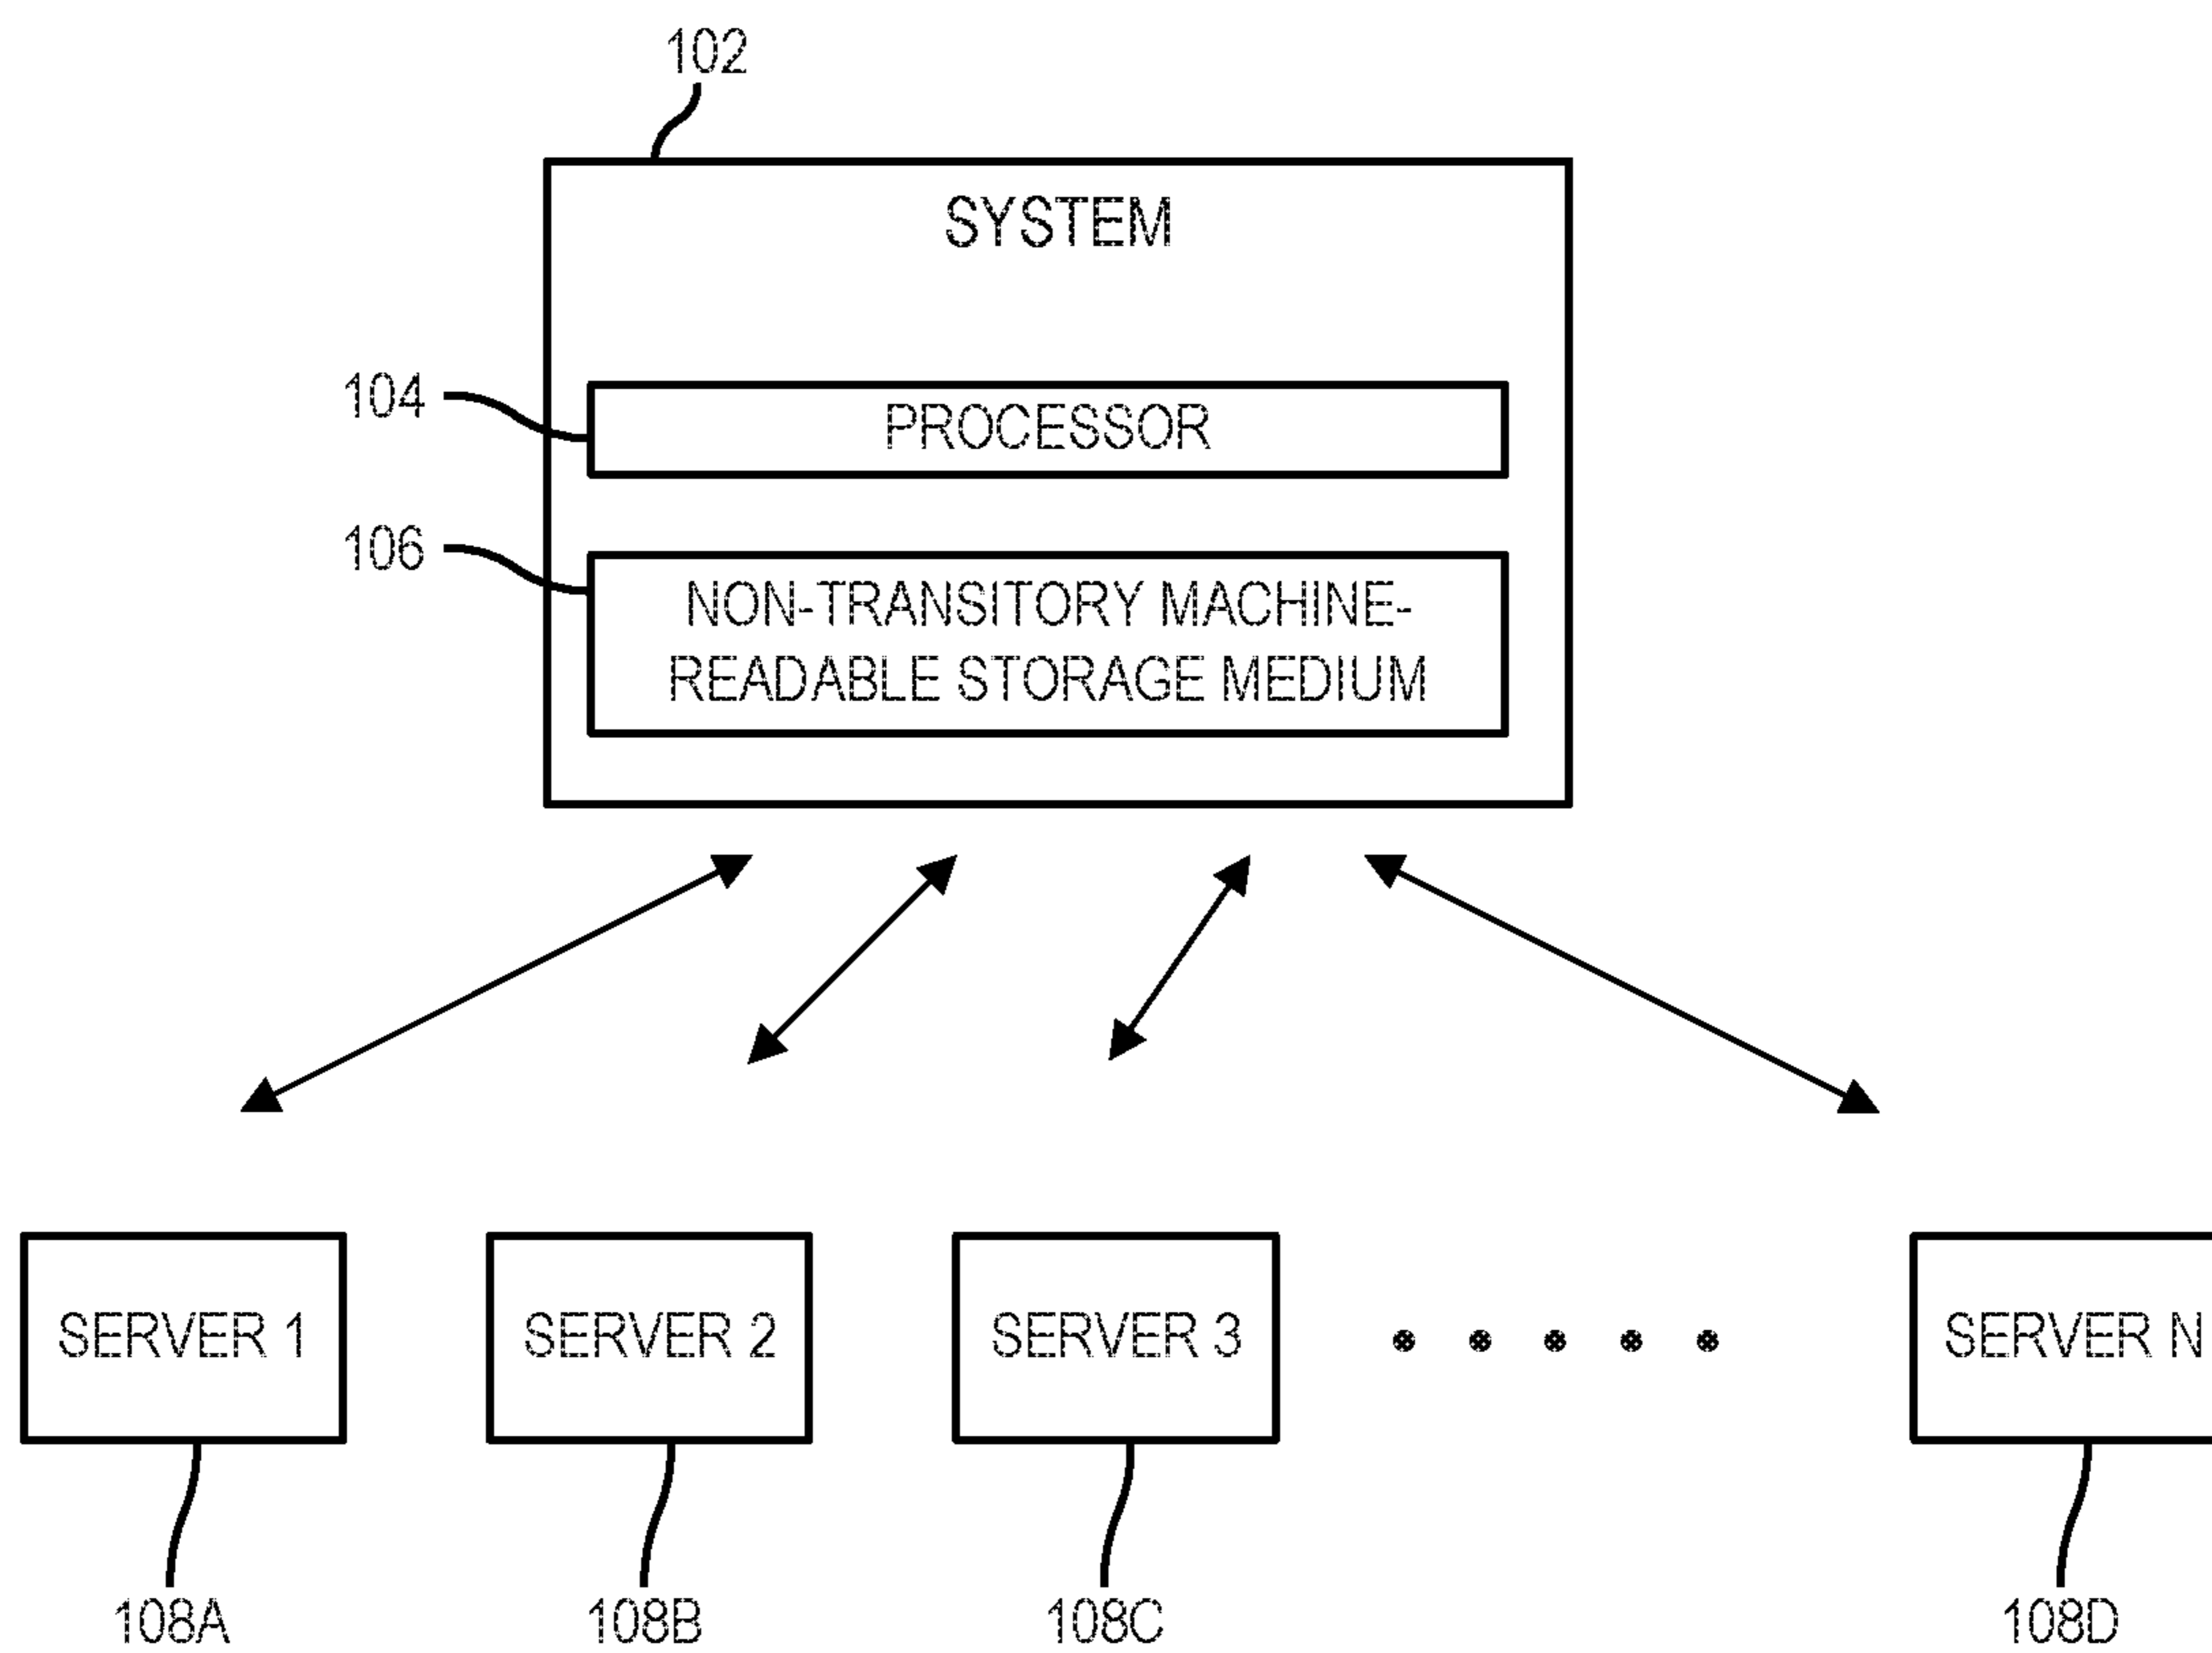 102
SYSTEM
104
PROCESSOR
106
NON-TRANSITORY MACHINE-
READABLE STORAGE MEDIUM
SERVER 1
SERVER 2
SERVER 3
SERVER N
108A
108B
108C
108D